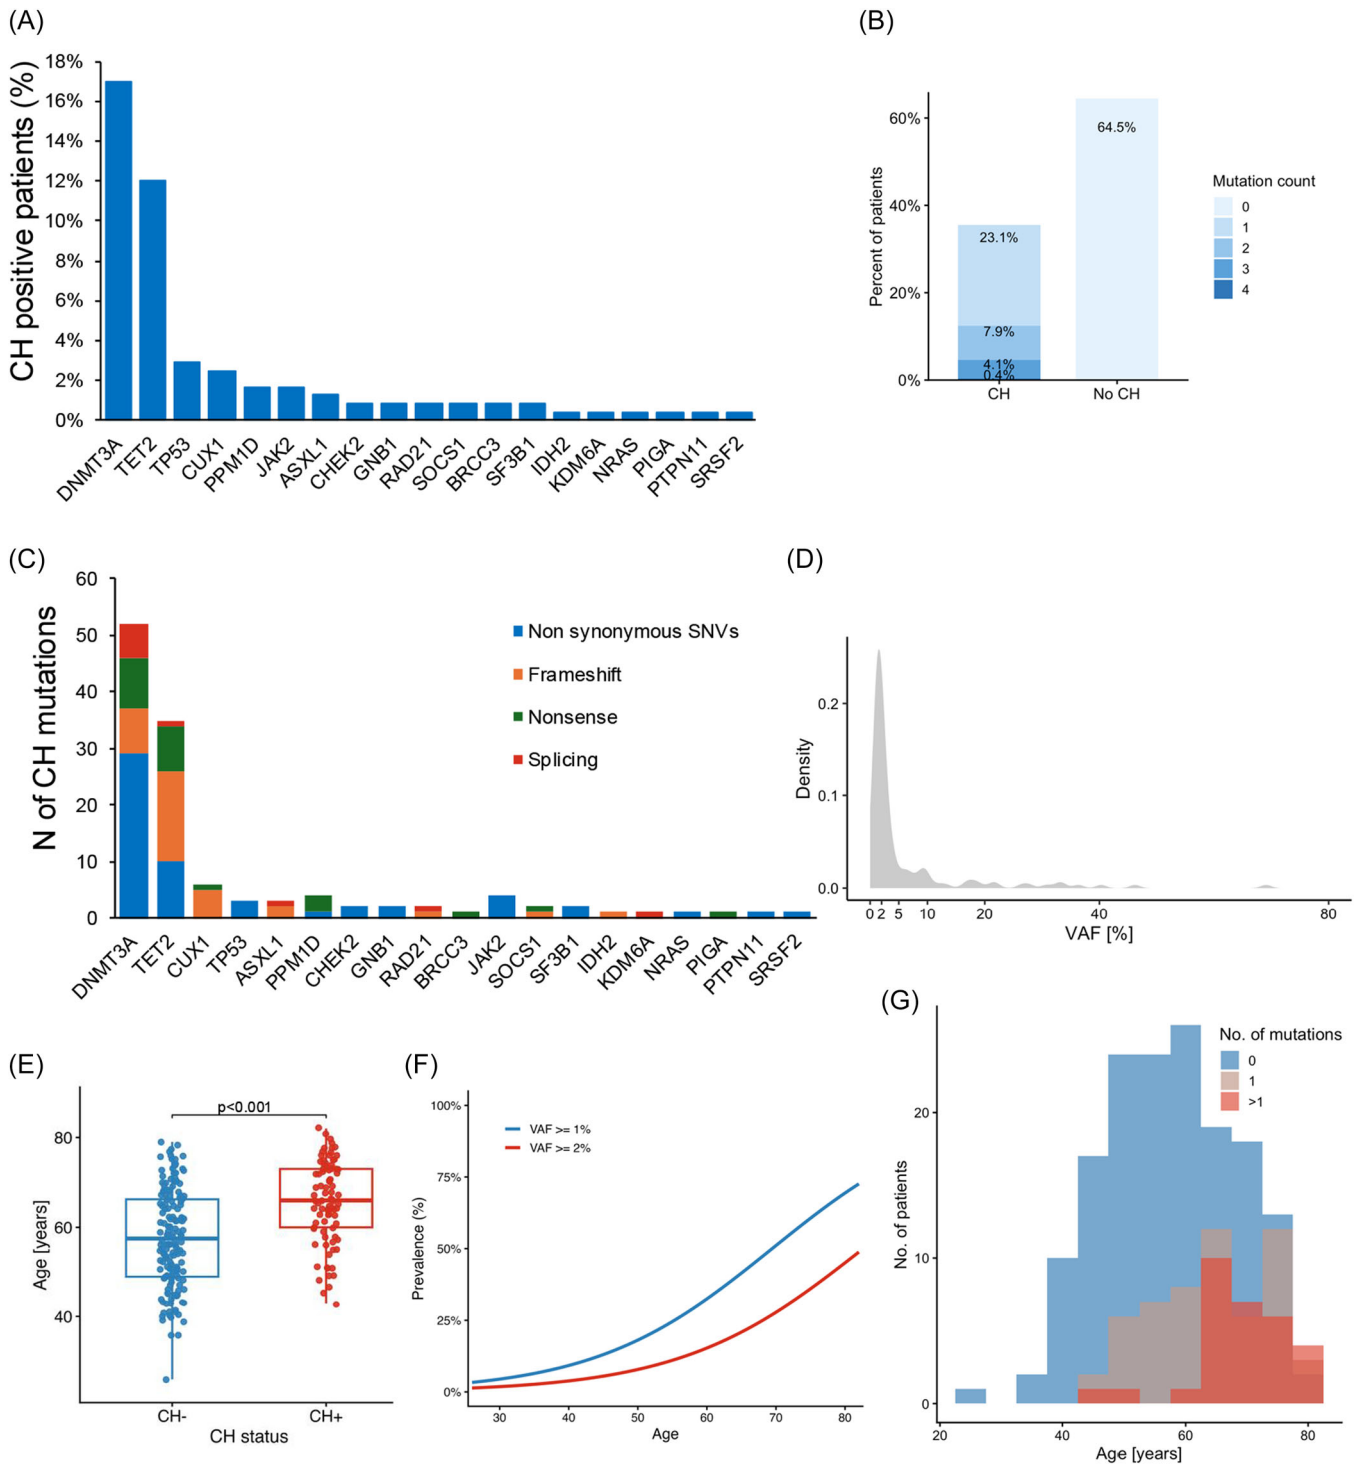 (A)
CH positive patients (%)
18%
16%
14%
12%
10%
8%
6%
4%
2%
0%
DNMT3A TET2 TP53 CUX1 PPM1D JAK2 ASXL1 CHEK2 GNB1 RAD21 SOCS1 BRCC3 SF3B1 IDH2 KDM6A NRAS PIGA PTPN11 SRSF2
(B)
Percent of patients
60%
40%
20%
0%
64.5%
23.1%
7.9%
4.1%
0.4%
CH No CH
Mutation count
0
1
2
3
4
(C)
N of CH mutations
60
50
40
30
20
10
0
Non synonymous SNVs
Frameshift
Nonsense
Splicing
DNMT3A TET2 CUX1 TP53 ASXL1 PPM1D CHEK2 GNB1 RAD21 BRCC3 JAK2 SOCS1 SF3B1 IDH2 KDM6A NRAS PIGA PTPN11 SRSF2
(D)
Density
0.2
0.1
0.0
0 2 5 10 20 40 80
VAF [%]
(E)
Age [years]
80
60
40
p<0.001
CH- CH+
CH status
(F)
Prevalence (%)
100%
75%
50%
25%
0%
VAF >= 1%
VAF >= 2%
30 40 50 60 70 80
Age
(G)
No. of patients
20
10
0
No. of mutations
0
1
>1
20 40 60 80
Age [years]